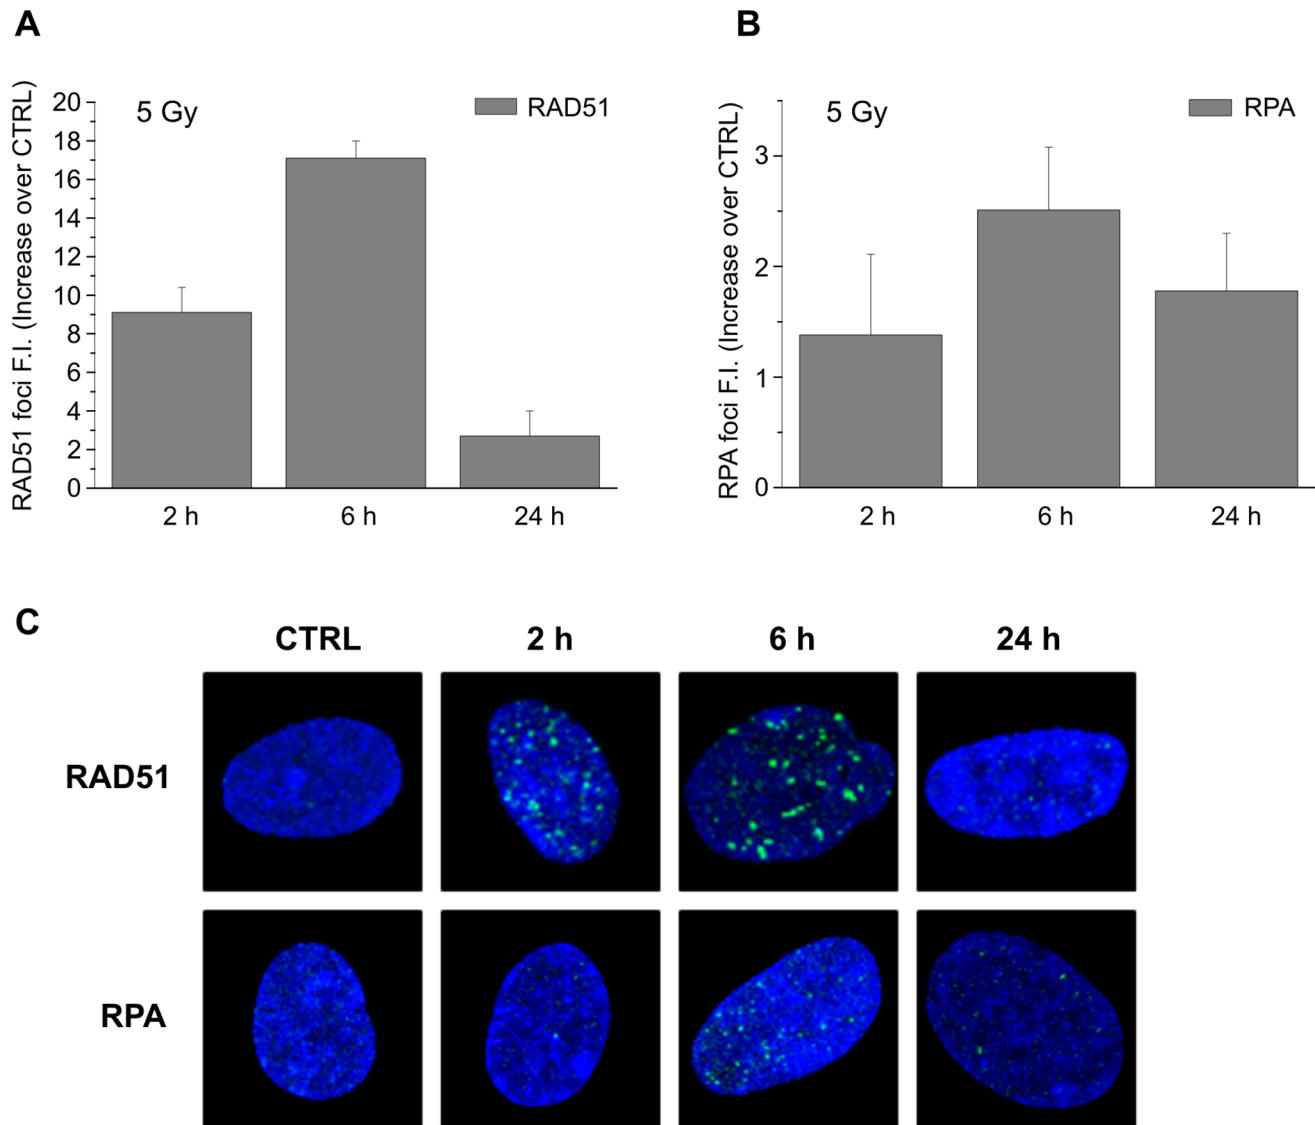 A
RAD51 foci F.I. (Increase over CTRL)
20
18
16
14
12
10
8
6
4
2
0
5 Gy
RAD51
2 h 6 h 24 h
B
RPA foci F.I. (Increase over CTRL)
3
2
1
0
5 Gy
RPA
2 h 6 h 24 h
C
CTRL 2 h 6 h 24 h
RAD51
RPA